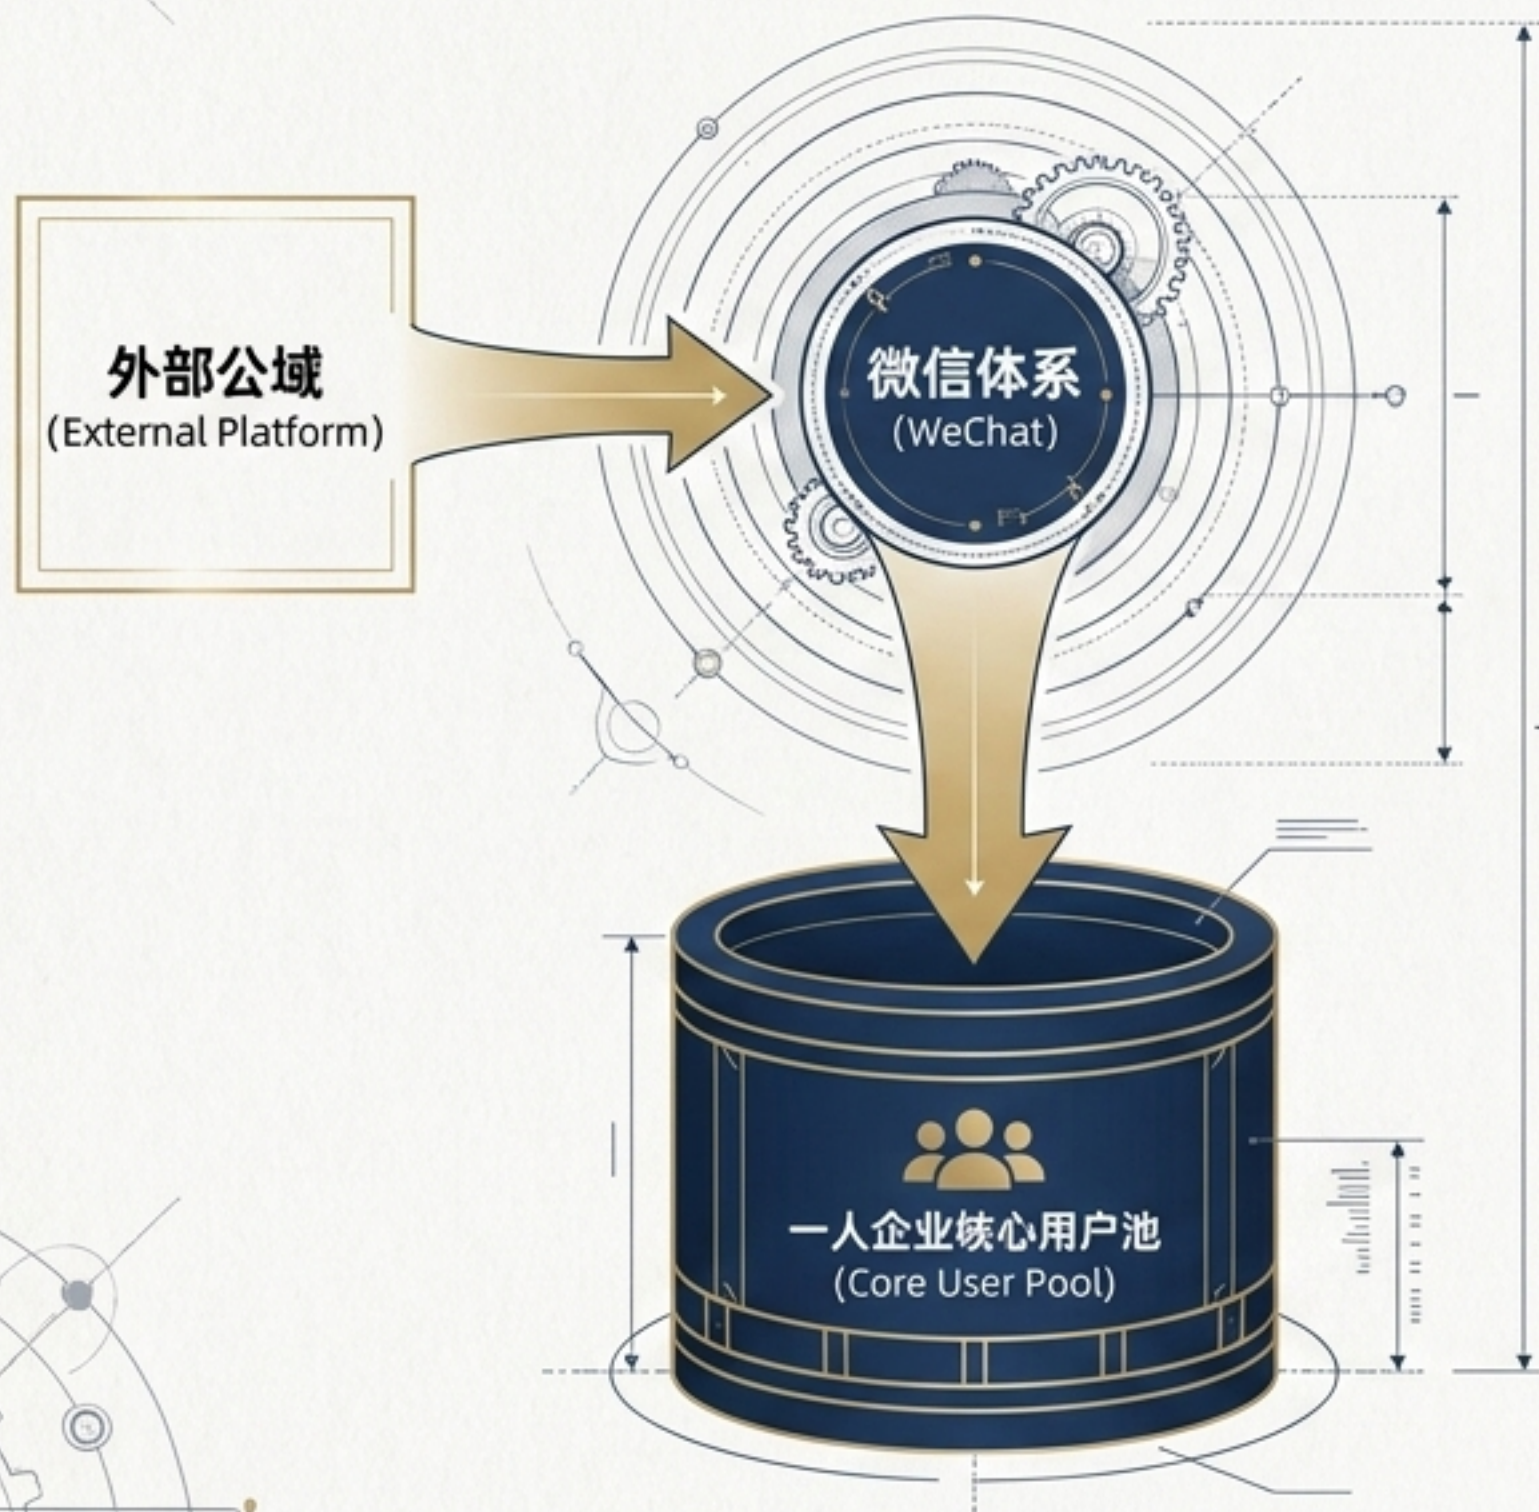 外部公域
(External Platform)
微信体系
(WeChat)
一人企业核心用户池
(Core User Pool)